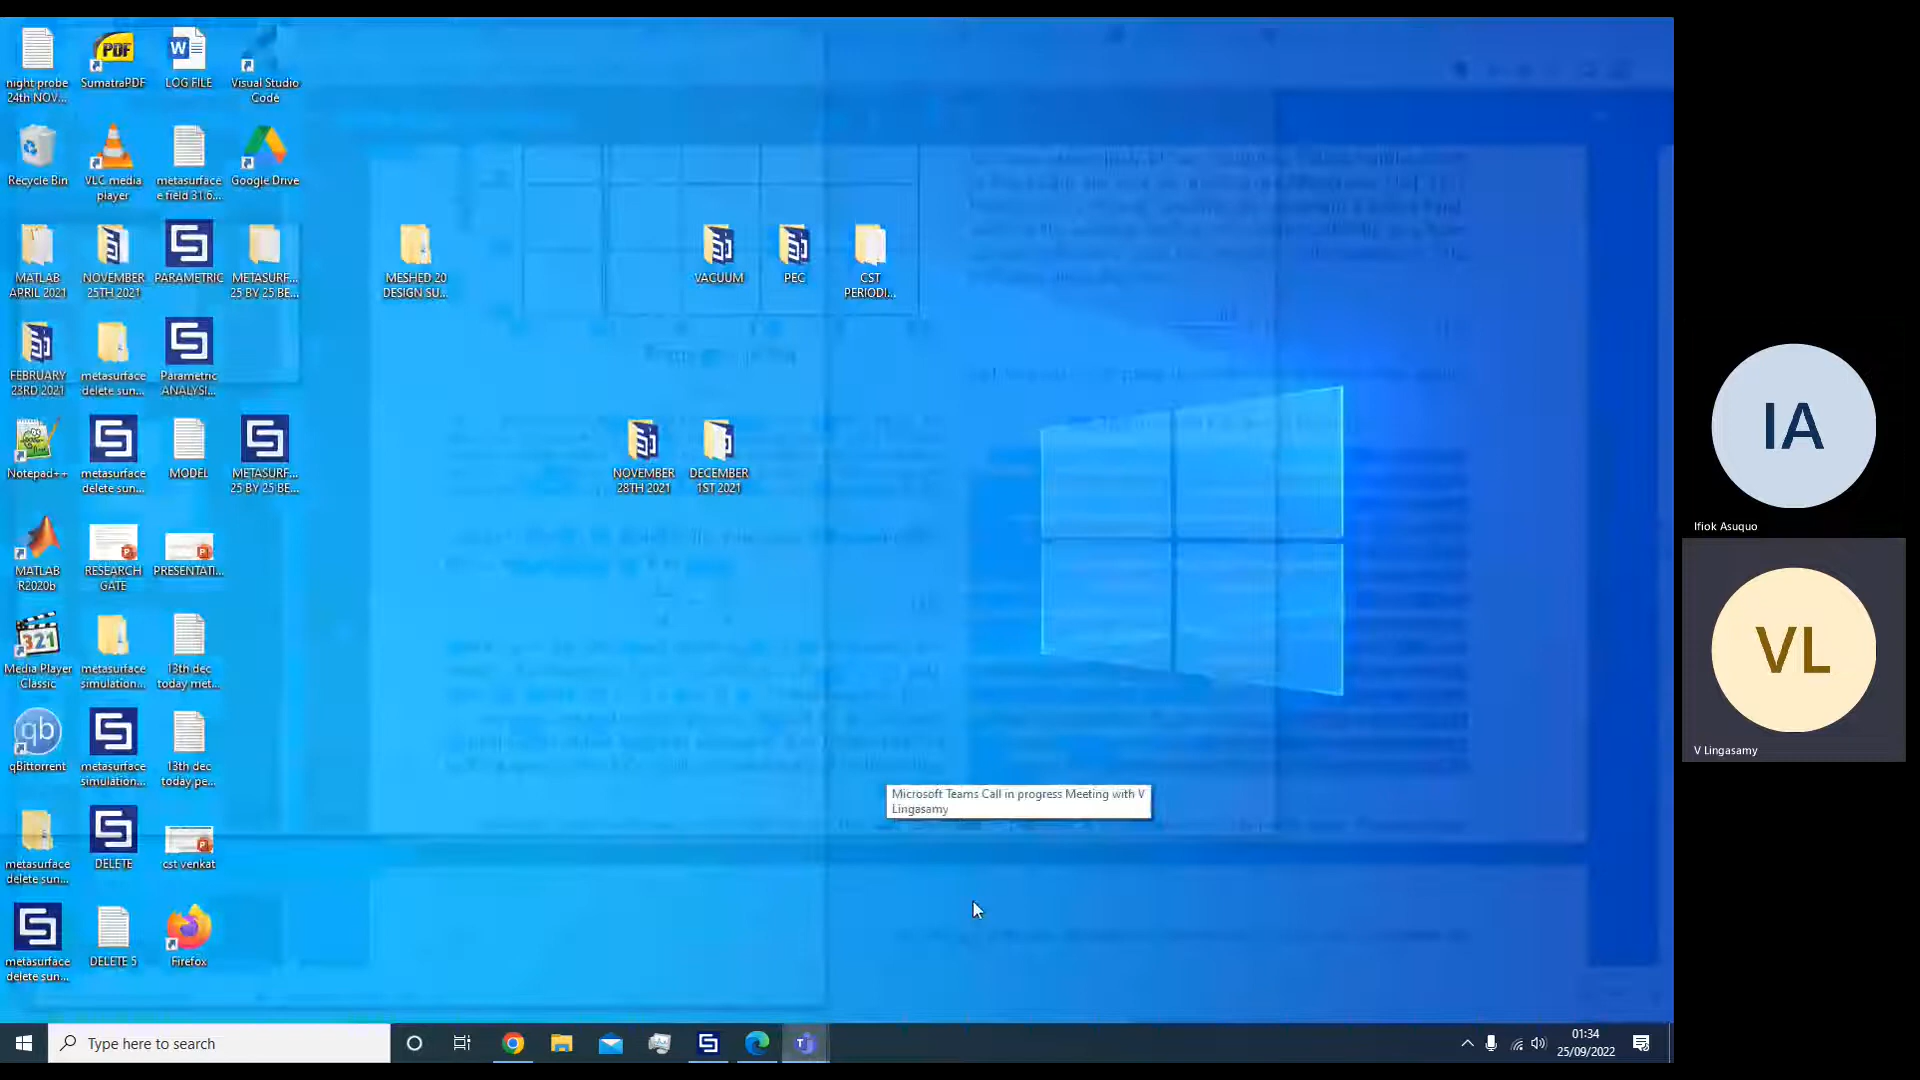 night probe
24th NOV...
SumatraPDF
LOG FILE
Visual Studio
Code
Recycle Bin
VLC media
player
metasurface
e field 31.6...
Google Drive
MATLAB
APRIL 2021
NOVEMBER
25TH 2021
PARAMETRIC
METASURF...
25 BY 25 BE...
MESHED 20
DESIGN SU...
VACUUM
PEC
CST
PERIODI...
FEBRUARY
23RD 2021
metasurface
delete sun...
Parametric
ANALYSI...
Notepad++
metasurface
delete sun...
MODEL
METASURF...
25 BY 25 BE...
NOVEMBER
28TH 2021
DECEMBER
1ST 2021
MATLAB
R2020b
RESEARCH
GATE
PRESENTATI...
Media Player
Classic
metasurface
simulation...
13th dec
today met...
qBittorrent
metasurface
simulation...
13th dec
today pe...
metasurface
delete sun...
DELETE
cst venkat
metasurface
delete sun...
DELETE 5
Firefox
Microsoft Teams Call in progress Meeting with V
Lingasamy
IA
Ifiok Asuquo
VL
V Lingasamy
Type here to search
01:34
25/09/2022